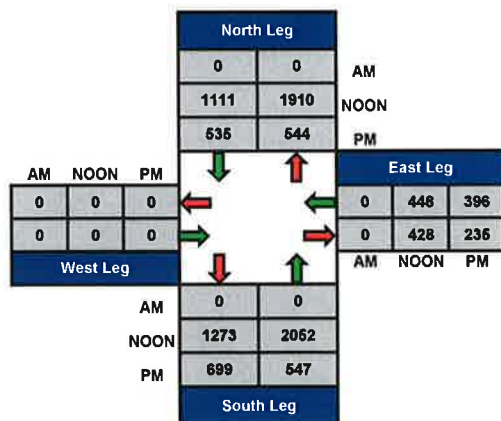 North Leg
0 0 AM
1111 1910 NOON
535 544 PM
AM NOON PM
0 0 0
0 0 0
West Leg
East Leg
0 448 396
0 428 235
AM NOON PM
AM 0 0
NOON 1273 2052
PM 699 547
South Leg